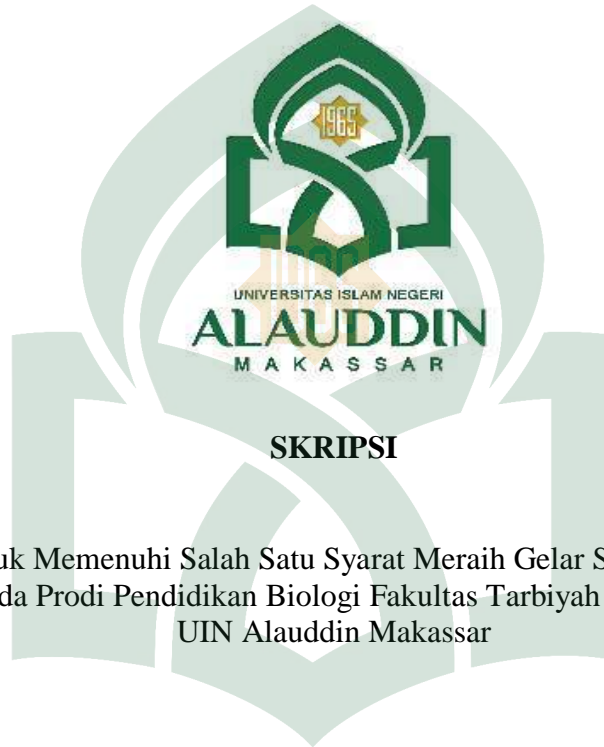 1965
UNIVERSITAS ISLAM NEGERI
ALAUDDIN
MAKASSAR
SKRIPSI
uk Memenuhi Salah Satu Syarat Meraih Gelar S
da Prodi Pendidikan Biologi Fakultas Tarbiyah
UIN Alauddin Makassar